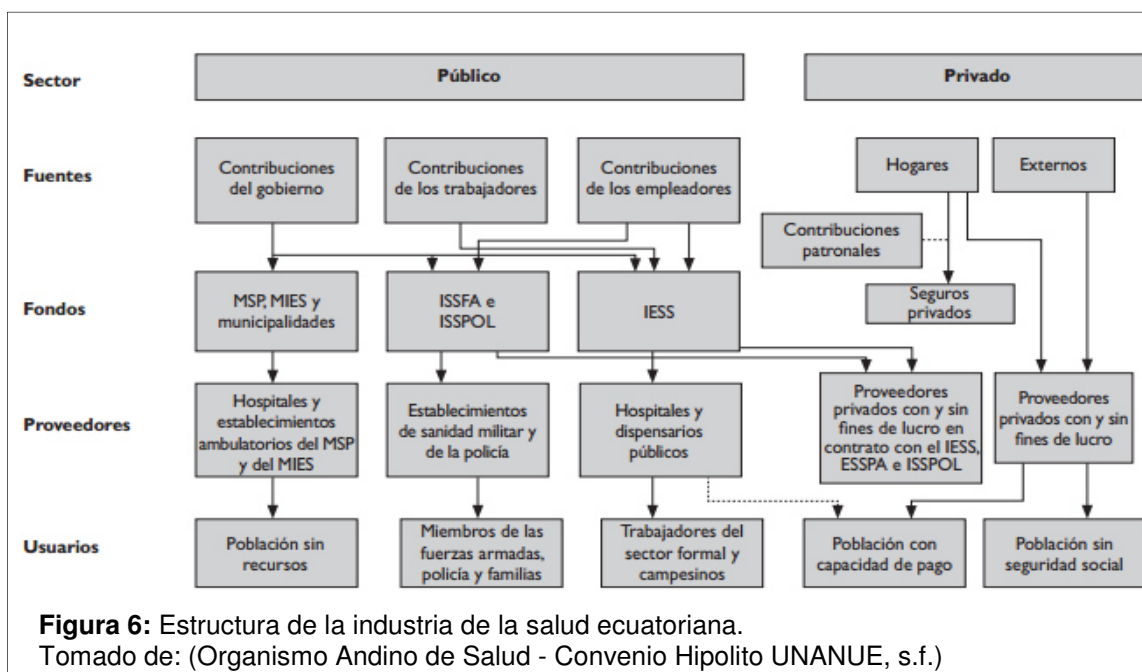 Sector
Público
Privado
Fuentes
Contribuciones
del gobierno
Contribuciones
de los trabajadores
Contribuciones
de los empleadores
Hogares
Externos
Contribuciones
patronales
Fondos
MSP, MIES y
municipalidades
ISSFA e
ISSPOL
IESS
Seguros
privados
Proveedores
Hospitales y
establecimientos
ambulatorios del MSP
y del MIES
Establecimientos
de sanidad militar y
de la policía
Hospitales y
dispensarios
públicos
Proveedores
privados con y sin
fines de lucro en
contrato con el IESS,
ESSPA e ISSPOL
Proveedores
privados con y sin
fines de lucro
Usuarios
Población sin
recursos
Miembros de las
fuerzas armadas,
policía y familias
Trabajadores del
sector formal y
campesinos
Población con
capacidad de pago
Población sin
seguridad social
Figura 6: Estructura de la industria de la salud ecuatoriana.
Tomado de: (Organismo Andino de Salud - Convenio Hipolito UNANUE, s.f.)